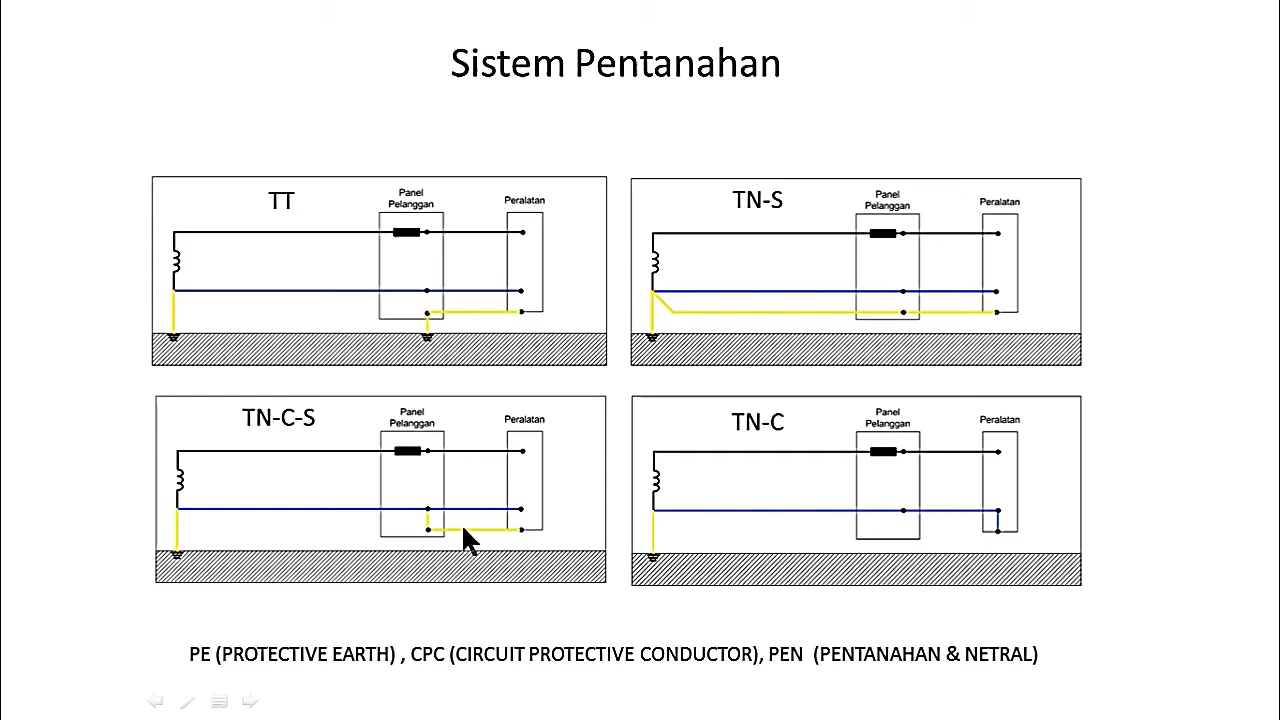 Sistem Pentanahan
TT
Panel
Pelanggan
Peralatan
TN-S
Panel
Pelanggan
Peralatan
TN-C-S
Panel
Pelanggan
Peralatan
TN-C
Panel
Pelanggan
Peralatan
PE (PROTECTIVE EARTH) , CPC (CIRCUIT PROTECTIVE CONDUCTOR), PEN (PENTANAHAN & NETRAL)